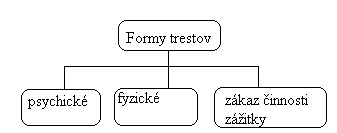 Formy trestov
psychické
fyzické
zákaz činnosti
zážitky